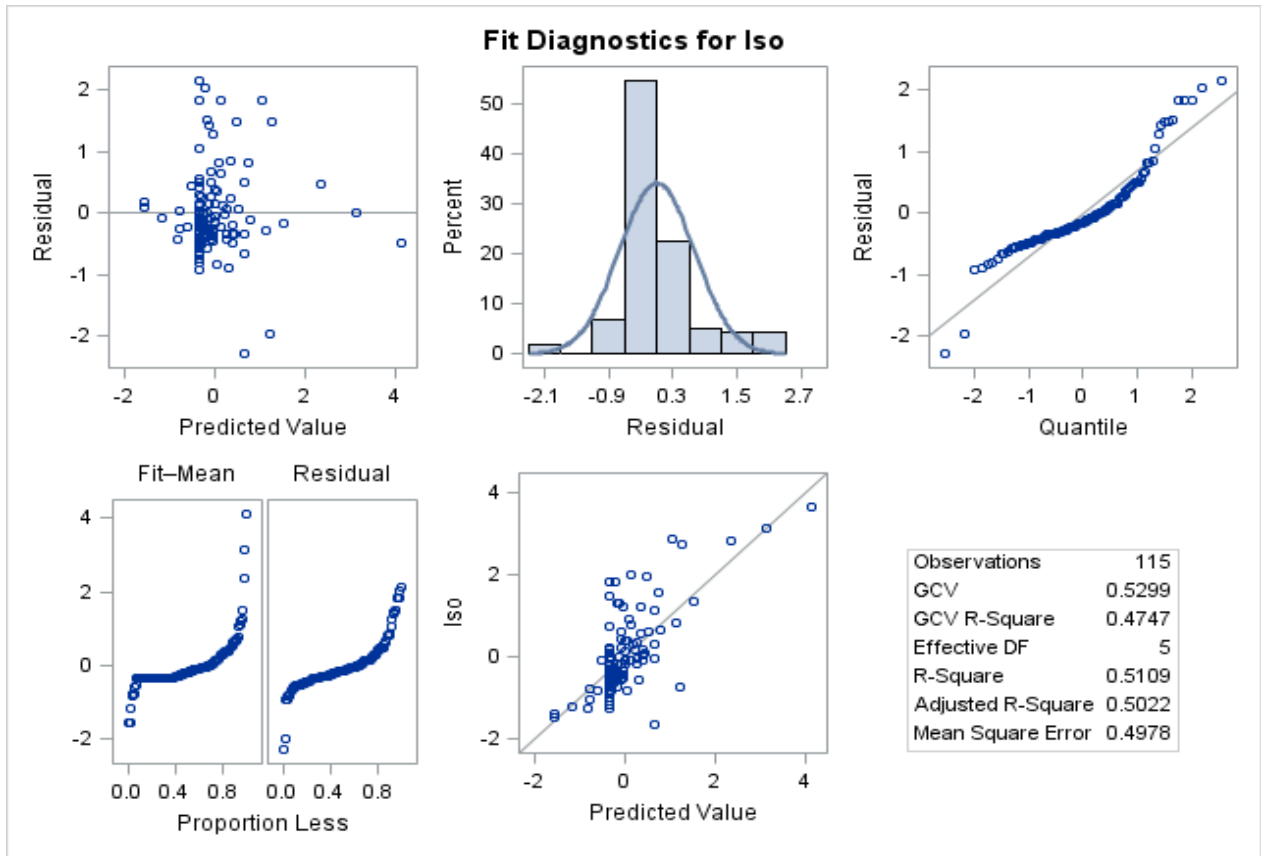 Fit Diagnostics for Iso
Residual
2
1
0
-1
-2
-2 0 2 4
Predicted Value
Percent
50
40
30
20
10
0
-2.1 -0.9 0.3 1.5 2.7
Residual
Residual
2
1
0
-1
-2
-2 -1 0 1 2
Quantile
Fit–Mean Residual
4
2
0
-2
0.0 0.4 0.8 0.0 0.4 0.8
Proportion Less
Iso
4
2
0
-2
-2 0 2 4
Predicted Value
Observations 115
GCV 0.5299
GCV R-Square 0.4747
Effective DF 5
R-Square 0.5109
Adjusted R-Square 0.5022
Mean Square Error 0.4978